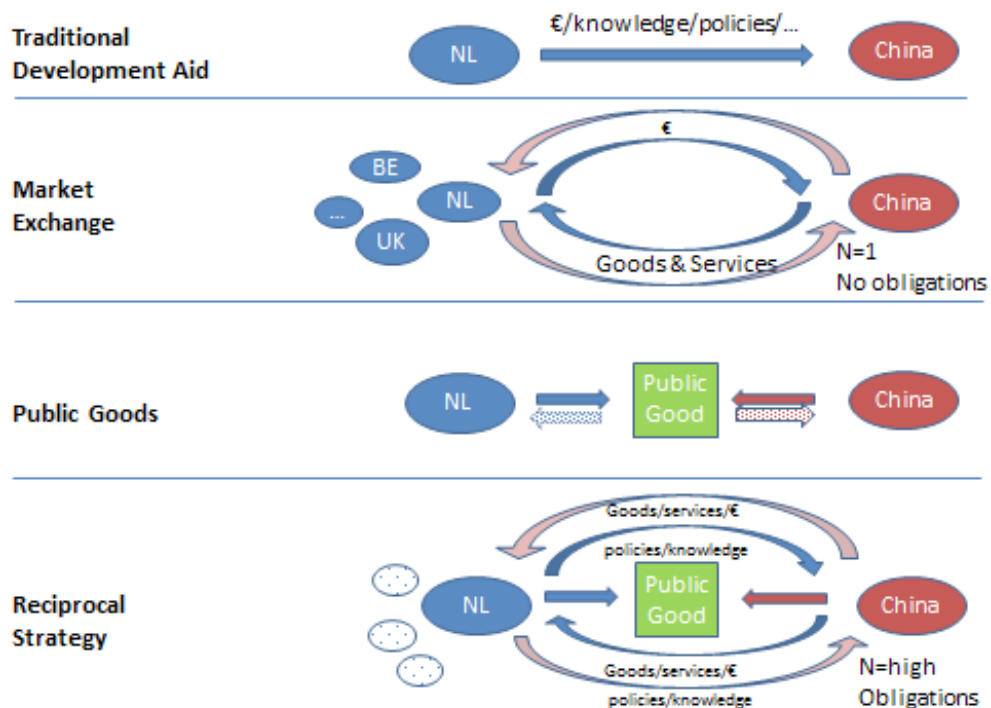 Traditional
Development Aid
NL
€/knowledge/policies/...
China
Market
Exchange
BE
...
NL
UK
€
Goods & Services
China
N=1
No obligations
Public Goods
NL
Public
Good
China
Reciprocal
Strategy
NL
Goods/services/€
policies/knowledge
Public
Good
Goods/services/€
policies/knowledge
China
N=high
Obligations